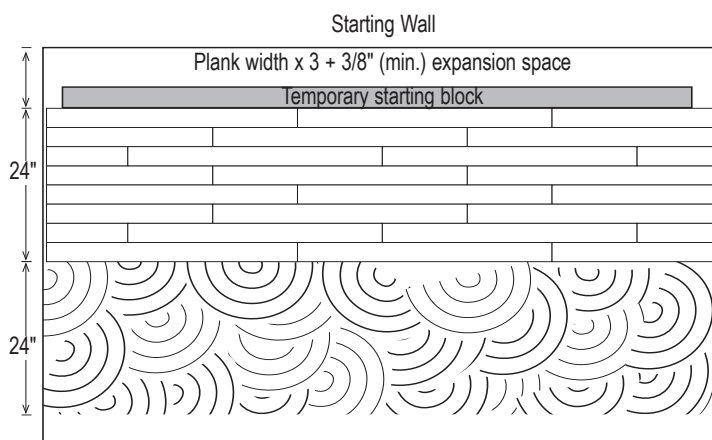 Starting Wall
Plank width x 3 + 3/8" (min.) expansion space
Temporary starting block
24"
24"